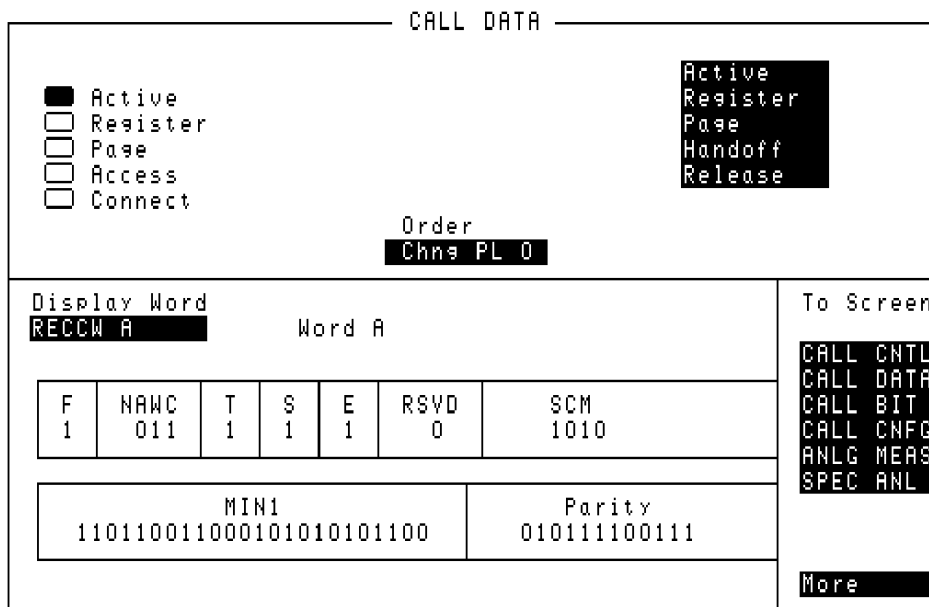 CALL DATA
Active
Register
Page
Access
Connect
Active
Register
Page
Handoff
Release
Order
Chng PL 0
Display Word
RECCW A
Word A
To Screen
CALL CNTL
CALL DATA
CALL BIT
CALL CNFG
ANLG MEAS
SPEC ANL
More
F NAWC T S E RSVD SCM
1 011 1 1 1 0 1010
MIN1 Parity
110110011000101010101100 010111100111